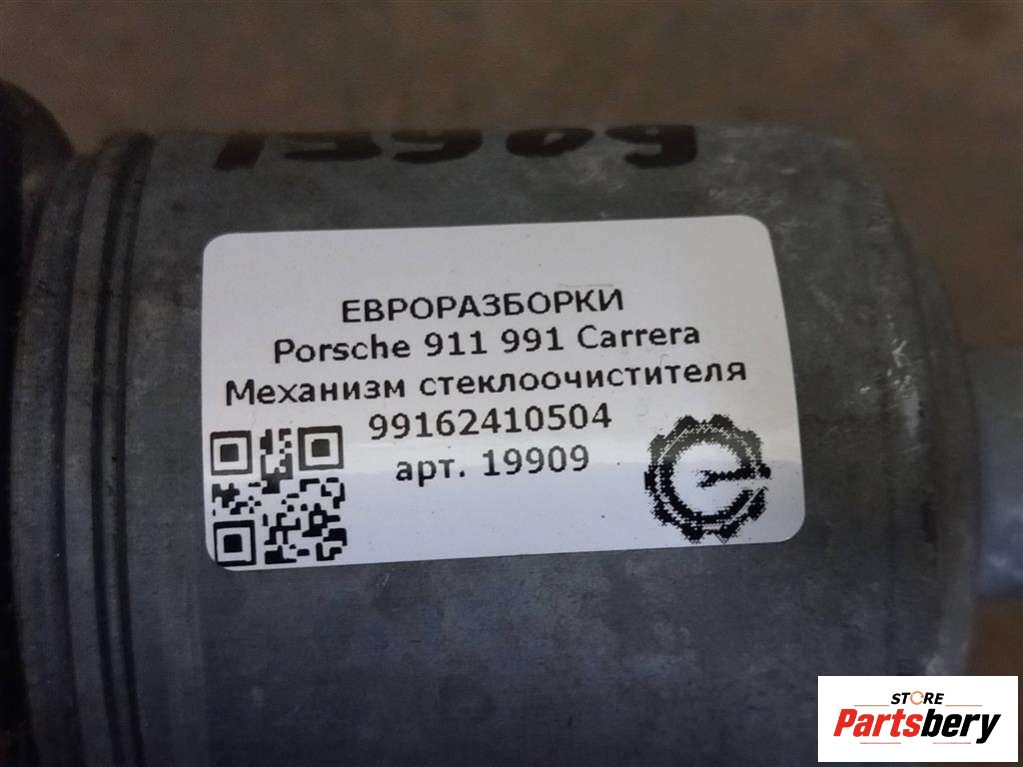 ЕВРОРАЗБОРКИ
Porsche 911 991 Carrera
Механизм стеклоочистителя
99162410504
арт. 19909
STORE
Partsbery